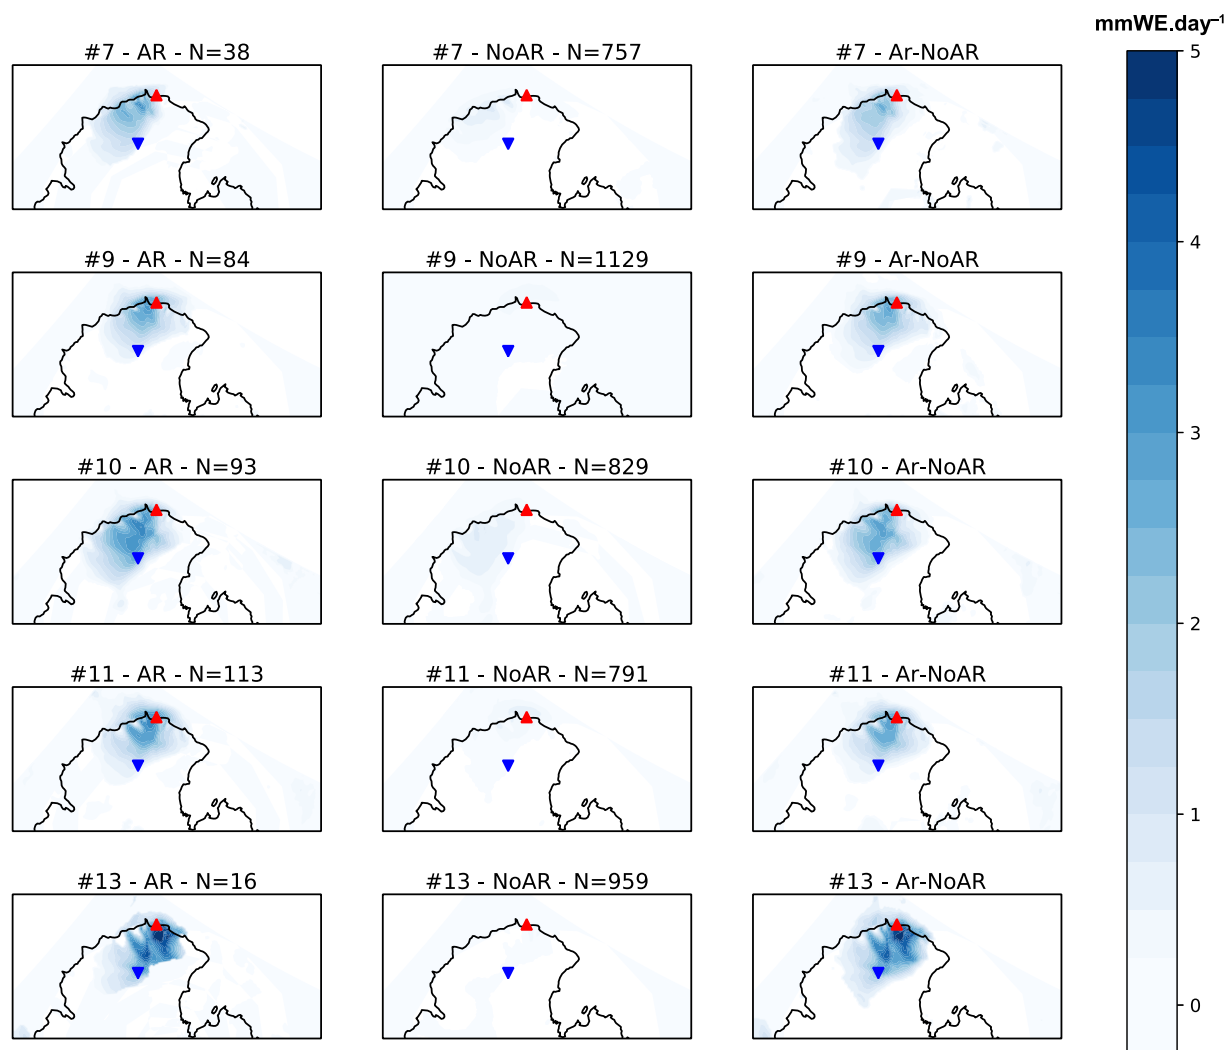 mmWE.day⁻¹
#7 - AR - N=38
#7 - NoAR - N=757
#7 - Ar-NoAR
5
#9 - AR - N=84
#9 - NoAR - N=1129
#9 - Ar-NoAR
4
#10 - AR - N=93
#10 - NoAR - N=829
#10 - Ar-NoAR
3
#11 - AR - N=113
#11 - NoAR - N=791
#11 - Ar-NoAR
2
1
#13 - AR - N=16
#13 - NoAR - N=959
#13 - Ar-NoAR
0